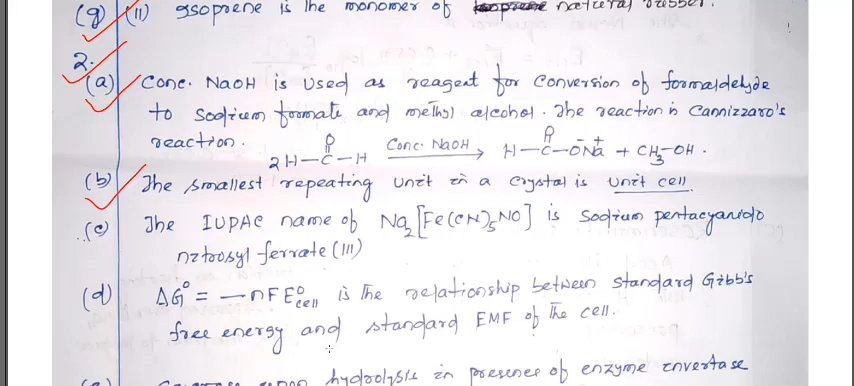 (g) (ii) Isoprene is the monomer of natural rubber.
2.
(a) Conc. NaOH is used as reagent for conversion of formaldehyde
to sodium formate and methyl alcohol. The reaction is Cannizzaro's
reaction. 2H-C(=O)-H —Conc. NaOH→ H-C(=O)-O⁻Na⁺ + CH₃-OH.
(b) The smallest repeating unit in a crystal is unit cell.
(c) The IUPAC name of Na₂[Fe(CN)₅NO] is Sodium pentacyanido
nitrosyl ferrate (III)
(d) ΔG° = -nFE°cell is the relationship between standard Gibb's
free energy and standard EMF of the cell.
hydrolysis in presence of enzyme invertase